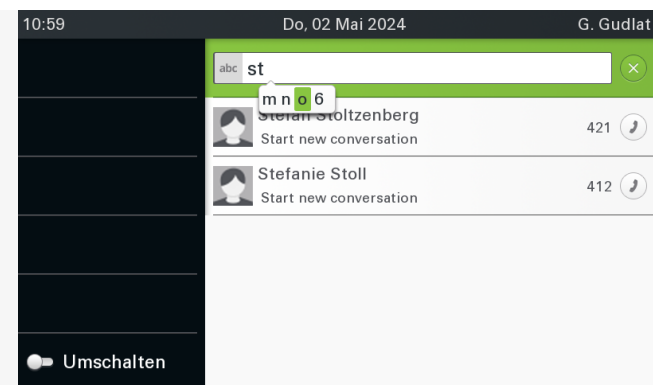 10:59 Do, 02 Mai 2024 G. Gudlat
abc st
m n o 6
Stefan Stoltzenberg
Start new conversation
421
Stefanie Stoll
Start new conversation
412
Umschalten